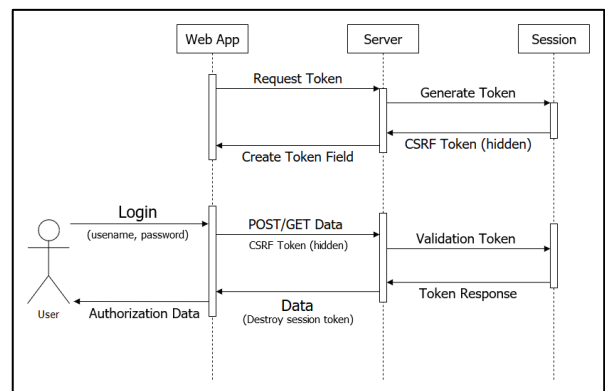 Web App
Server
Session
Request Token
Generate Token
CSRF Token (hidden)
Create Token Field
Login
(usename, password)
POST/GET Data
CSRF Token (hidden)
Validation Token
Token Response
Data
(Destroy session token)
Authorization Data
User